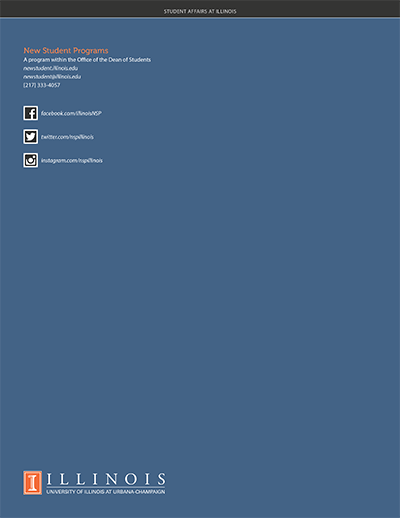 STUDENT AFFAIRS AT ILLINOIS
New Student Programs
A program within the Office of the Dean of Students
newstudent.illinois.edu
newstudent@illinois.edu
(217) 333-4057
facebook.com/illinoisNSP
twitter.com/nspillinois
instagram.com/nspillinois
I ILLINOIS
UNIVERSITY OF ILLINOIS AT URBANA-CHAMPAIGN